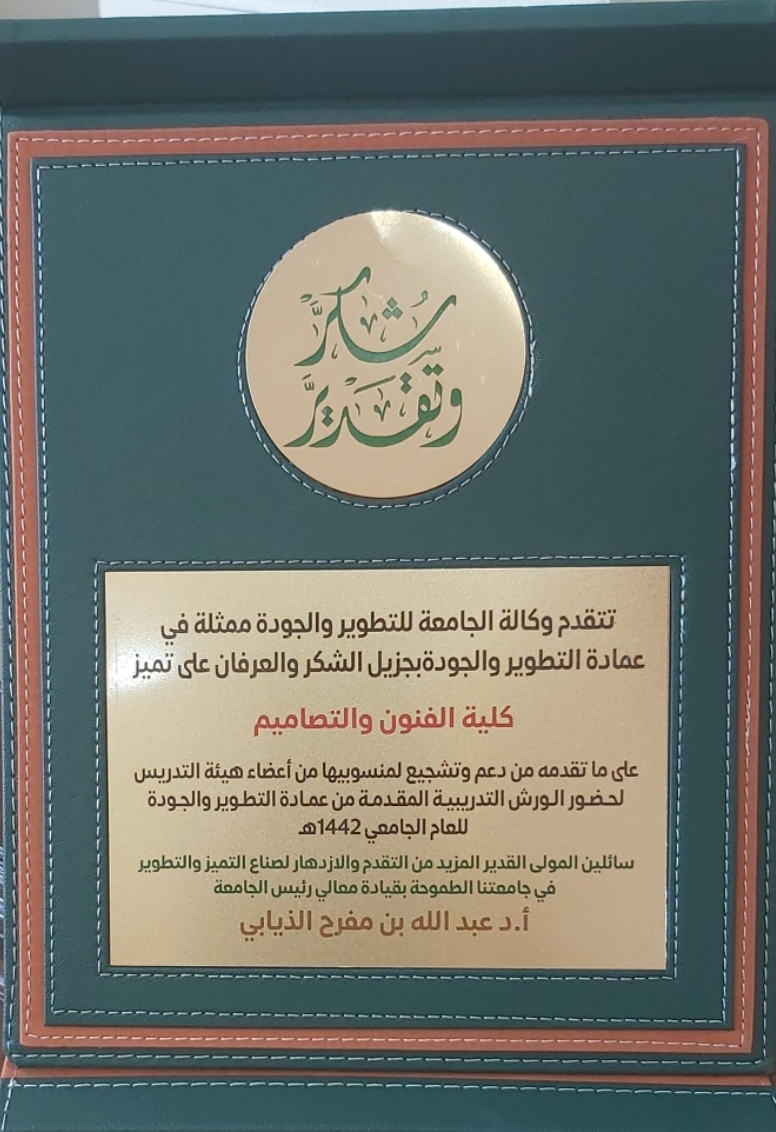 شكرٌ
وتقديرٌ
تتقدم وكالة الجامعة للتطوير والجودة ممثلة في
عمادة التطوير والجودةبجزيل الشكر والعرفان على تميز
كلية الفنون والتصاميم
على ما تقدمه من دعم وتشجيع لمنسوبيها من أعضاء هيئة التدريس
لحضور الورش التدريبية المقدمة من عمادة التطوير والجودة
للعام الجامعي 1442هـ
سائلين المولى القدير المزيد من التقدم والازدهار لصناع التميز والتطوير
في جامعتنا الطموحة بقيادة معالي رئيس الجامعة
أ.د عبد الله بن مفرح الذيابي